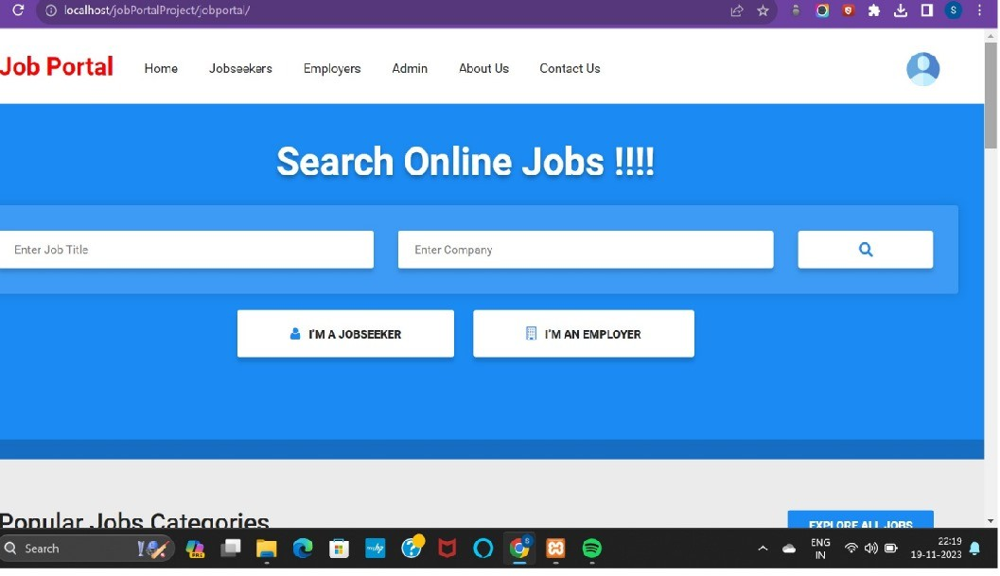 localhost/jobPortalProject/jobportal/
S
Job Portal Home Jobseekers Employers Admin About Us Contact Us
Search Online Jobs !!!!
Enter Job Title Enter Company
I'M A JOBSEEKER I'M AN EMPLOYER
Popular Jobs Categories EXPLORE ALL JOBS
Search PRE myhp S ENG 22:19
IN 19-11-2023